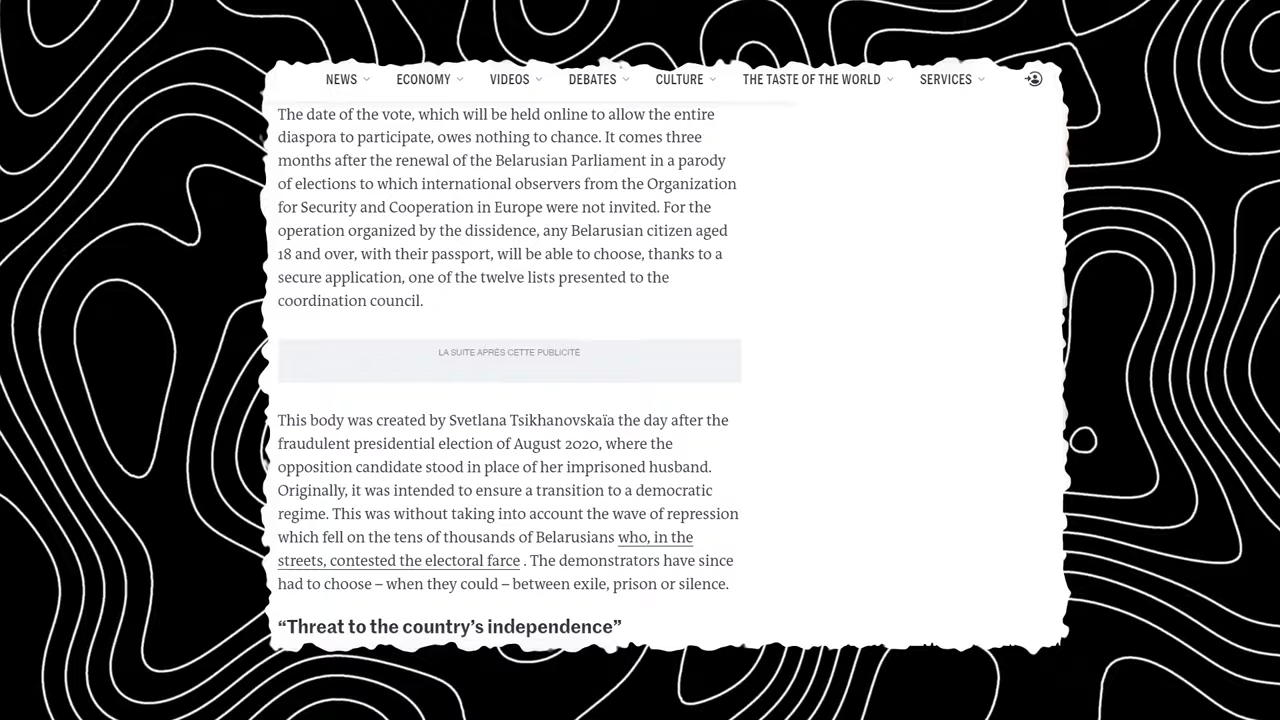 NEWS ECONOMY VIDEOS DEBATES CULTURE THE TASTE OF THE WORLD SERVICES
The date of the vote, which will be held online to allow the entire
diaspora to participate, owes nothing to chance. It comes three
months after the renewal of the Belarusian Parliament in a parody
of elections to which international observers from the Organization
for Security and Cooperation in Europe were not invited. For the
operation organized by the dissidence, any Belarusian citizen aged
18 and over, with their passport, will be able to choose, thanks to a
secure application, one of the twelve lists presented to the
coordination council.
LA SUITE APRÈS CETTE PUBLICITÉ
This body was created by Svetlana Tsikhanovskaïa the day after the
fraudulent presidential election of August 2020, where the
opposition candidate stood in place of her imprisoned husband.
Originally, it was intended to ensure a transition to a democratic
regime. This was without taking into account the wave of repression
which fell on the tens of thousands of Belarusians who, in the
streets, contested the electoral farce . The demonstrators have since
had to choose – when they could – between exile, prison or silence.
“Threat to the country’s independence”